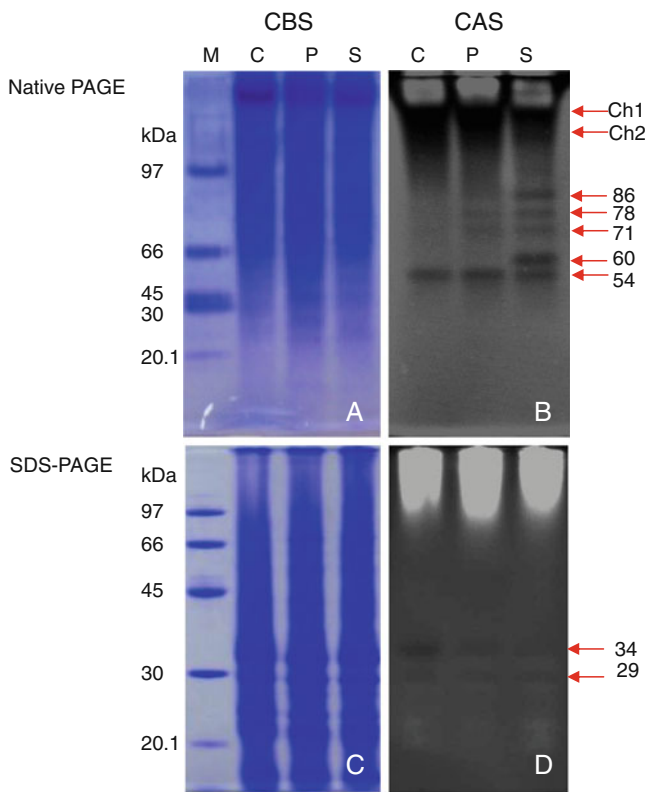 CBS CAS
M C P S C P S
Native PAGE
Ch1
kDa
Ch2
97
86
78
71
66
60
54
45
30
20.1
A B
SDS-PAGE
kDa
97
66
45
34
30
29
20.1
C D